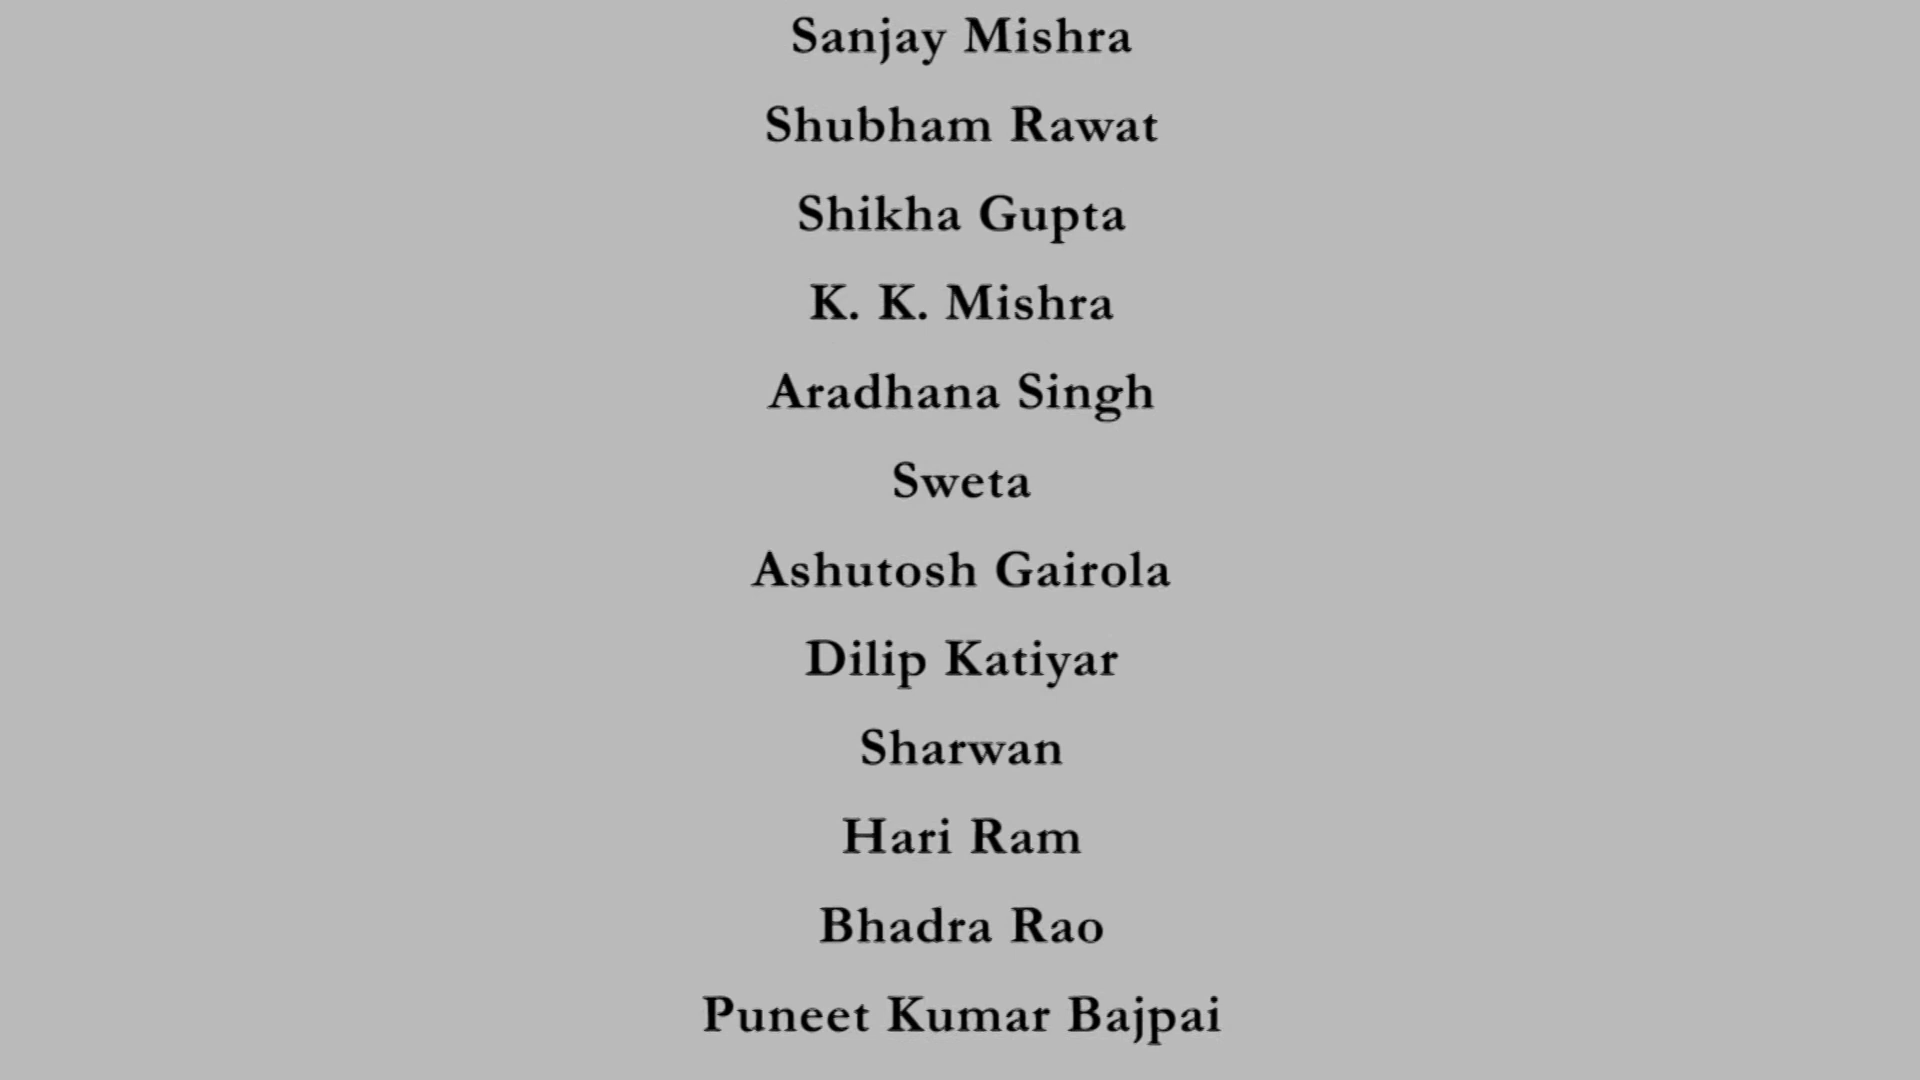 Sanjay Mishra
Shubham Rawat
Shikha Gupta
K. K. Mishra
Aradhana Singh
Sweta
Ashutosh Gairola
Dilip Katiyar
Sharwan
Hari Ram
Bhadra Rao
Puneet Kumar Bajpai